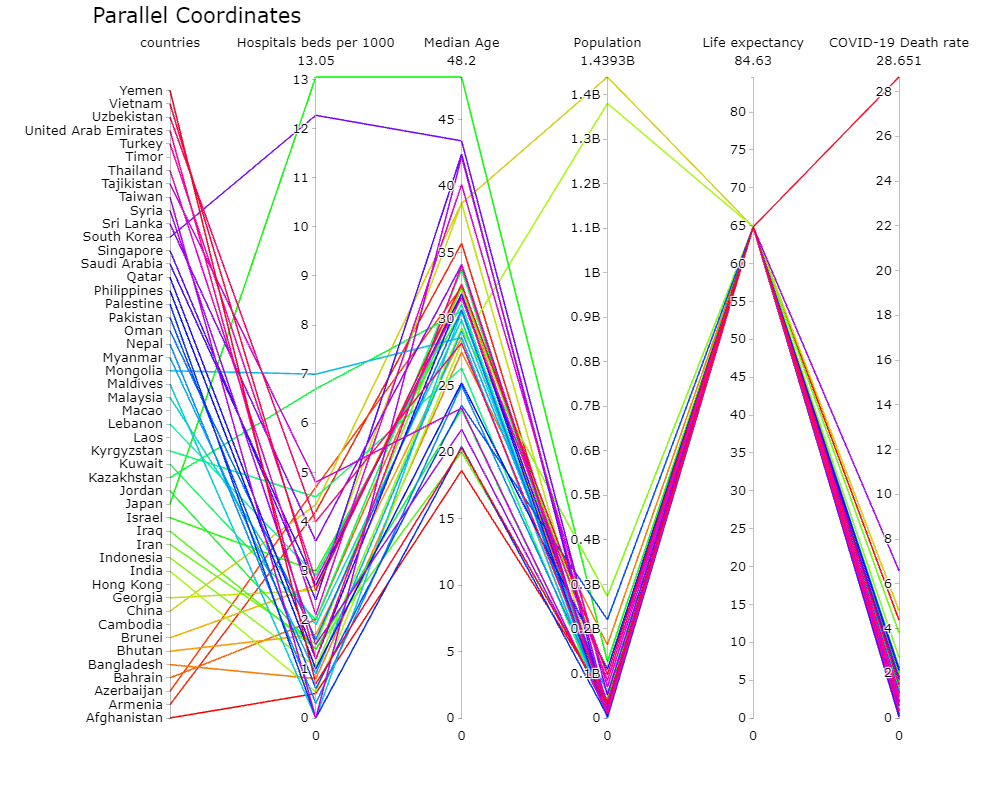 Parallel Coordinates
countries
Hospitals beds per 1000
Median Age
Population
Life expectancy
COVID-19 Death rate
13.05
48.2
1.4393B
84.63
28.651
Yemen
Vietnam
Uzbekistan
United Arab Emirates
Turkey
Timor
Thailand
Tajikistan
Taiwan
Syria
Sri Lanka
South Korea
Singapore
Saudi Arabia
Qatar
Philippines
Palestine
Pakistan
Oman
Nepal
Myanmar
Mongolia
Maldives
Malaysia
Macao
Lebanon
Laos
Kyrgyzstan
Kuwait
Kazakhstan
Jordan
Japan
Israel
Iraq
Iran
Indonesia
India
Hong Kong
Georgia
China
Cambodia
Brunei
Bhutan
Bangladesh
Bahrain
Azerbaijan
Armenia
Afghanistan
13
12
11
10
9
8
7
6
5
4
3
2
1
0
0
45
40
35
30
25
20
15
10
5
0
0
1.4B
1.3B
1.2B
1.1B
1B
0.9B
0.8B
0.7B
0.6B
0.5B
0.4B
0.3B
0.2B
0.1B
0
0
80
75
70
65
60
55
50
45
40
35
30
25
20
15
10
5
0
0
28
26
24
22
20
18
16
14
12
10
8
6
4
2
0
0